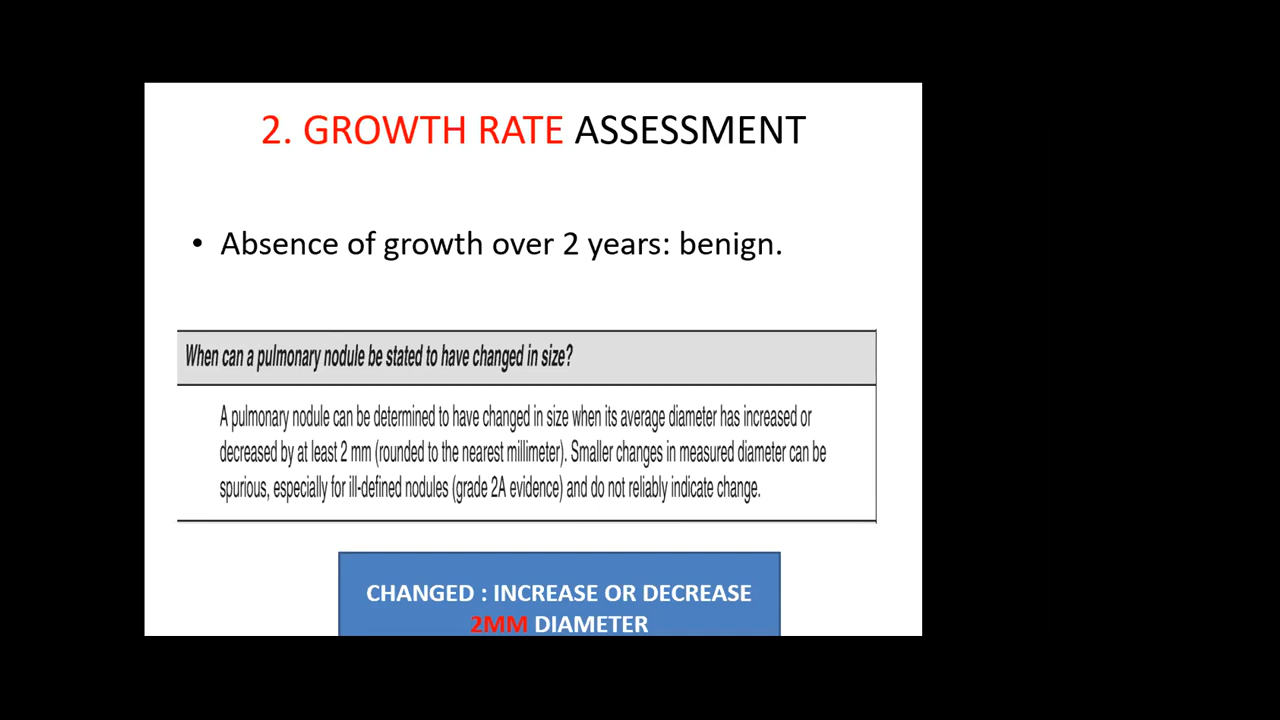 2. GROWTH RATE ASSESSMENT
• Absence of growth over 2 years: benign.
When can a pulmonary nodule be stated to have changed in size?
A pulmonary nodule can be determined to have changed in size when its average diameter has increased or
decreased by at least 2 mm (rounded to the nearest millimeter). Smaller changes in measured diameter can be
spurious, especially for ill-defined nodules (grade 2A evidence) and do not reliably indicate change.
CHANGED : INCREASE OR DECREASE
2MM DIAMETER